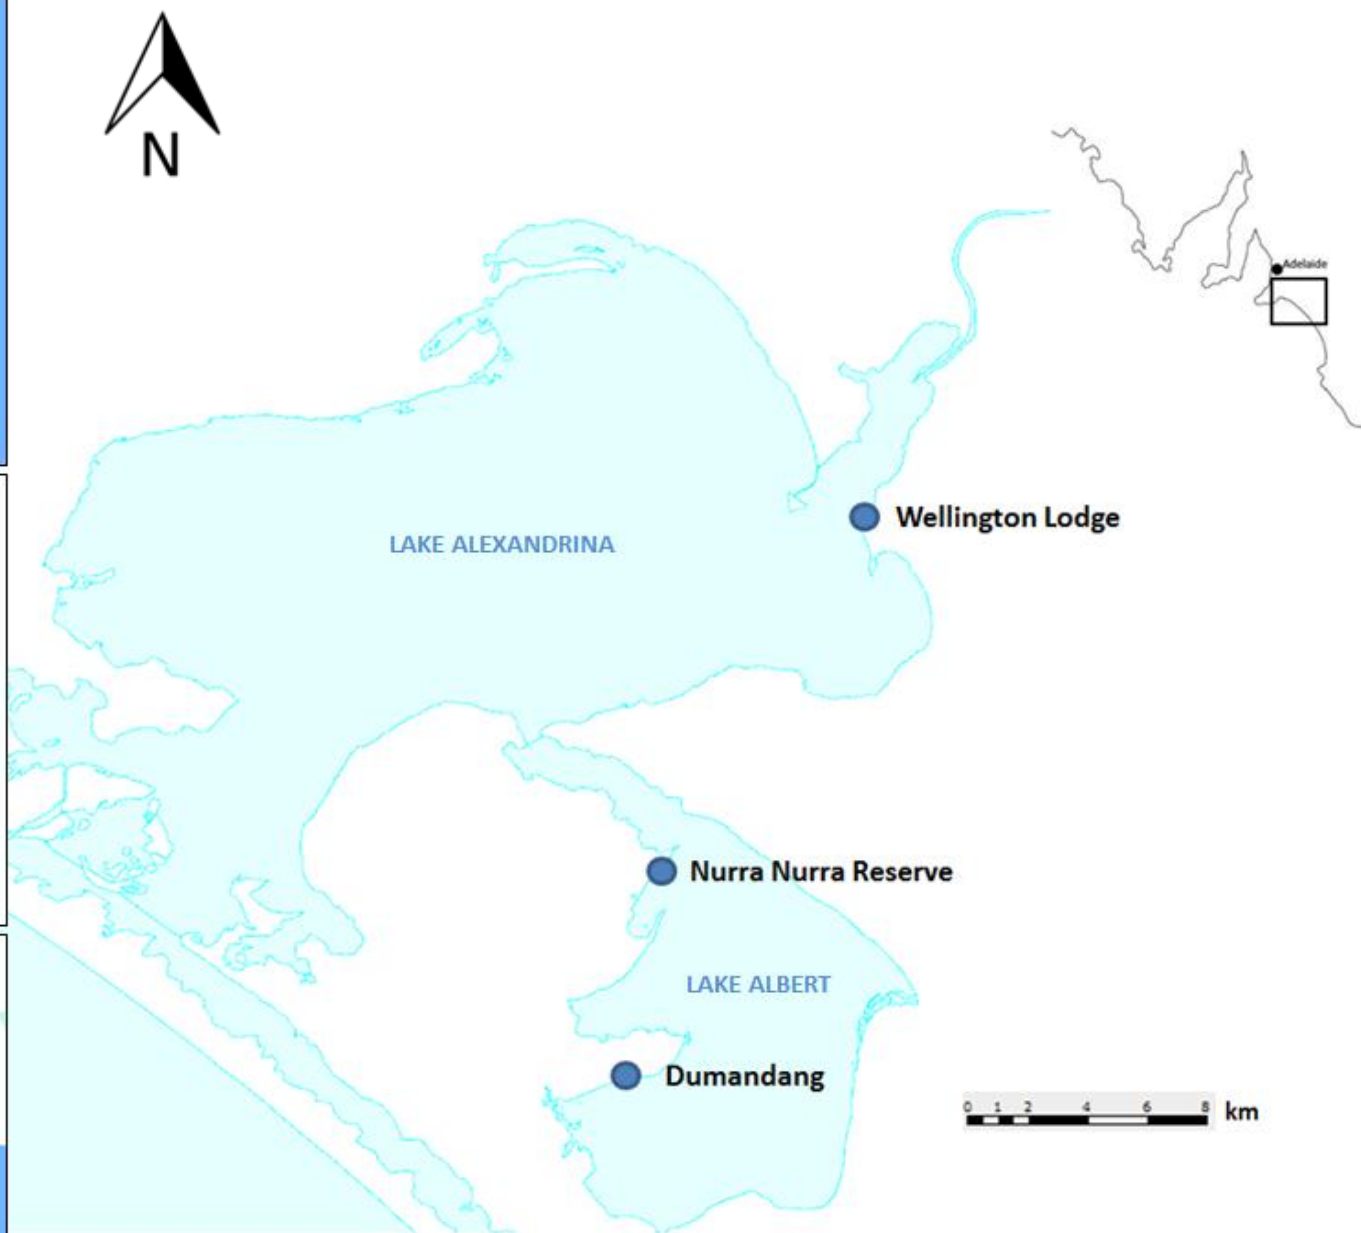 N
Adelaide
Wellington Lodge
LAKE ALEXANDRINA
Nurra Nurra Reserve
LAKE ALBERT
Dumandang
0 1 2 4 6 8 km